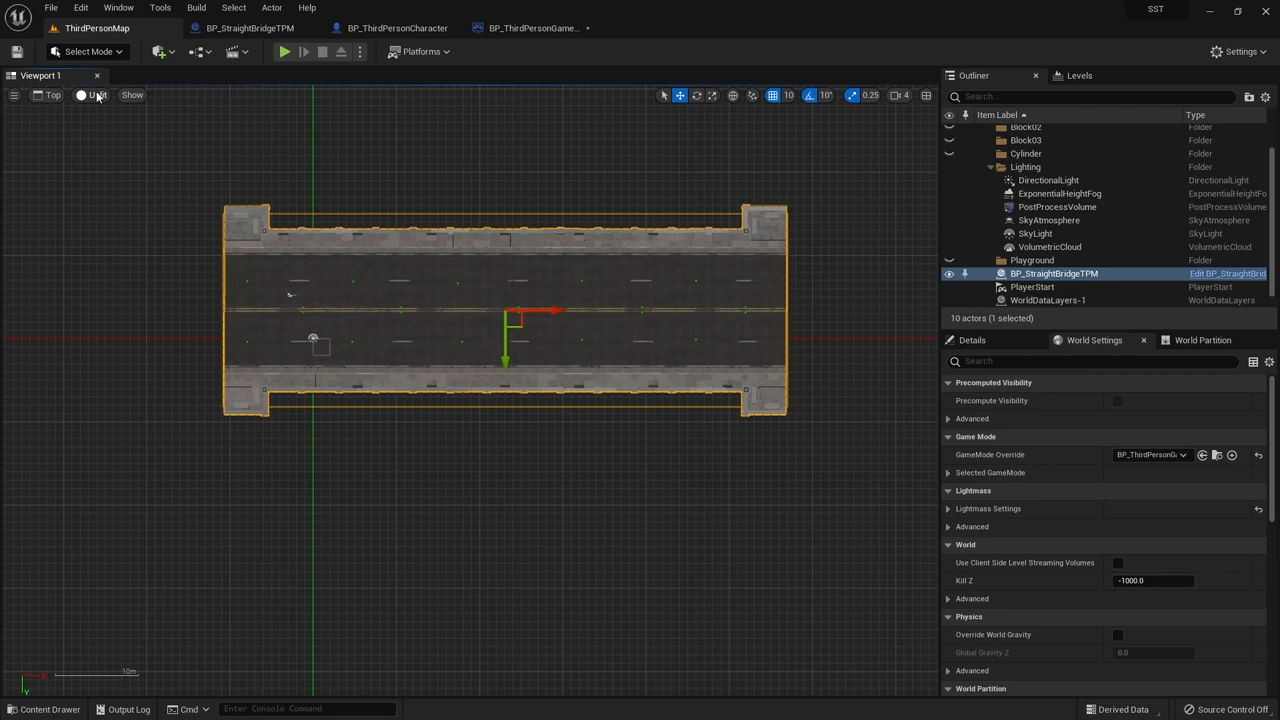 File Edit Window Tools Build Select Actor Help SST
ThirdPersonMap BP_StraightBridgeTPM BP_ThirdPersonCharacter BP_ThirdPersonGame... •
Select Mode Platforms Settings
Viewport 1 Outliner Levels
Top Show 10 10° 0.25 4 Search...
Item Label Type
Block02 Folder
Block03 Folder
Cylinder Folder
Lighting Folder
DirectionalLight DirectionalLight
ExponentialHeightFog ExponentialHeightFo
PostProcessVolume PostProcessVolume
SkyAtmosphere SkyAtmosphere
SkyLight SkyLight
VolumetricCloud VolumetricCloud
Playground Folder
BP_StraightBridgeTPM Edit BP_StraightBrid
PlayerStart PlayerStart
WorldDataLayers-1 WorldDataLayers
10 actors (1 selected)
Details World Settings World Partition
Search
Precomputed Visibility
Precompute Visibility
Advanced
Game Mode
GameMode Override BP_ThirdPersonGa
Selected GameMode
Lightmass
Lightmass Settings
Advanced
World
Use Client Side Level Streaming Volumes
Kill Z -1000.0
Advanced
Physics
Override World Gravity
Global Gravity Z 0.0
Advanced
World Partition
10m
X
Y
Content Drawer Output Log Cmd Enter Console Command Derived Data Source Control Off